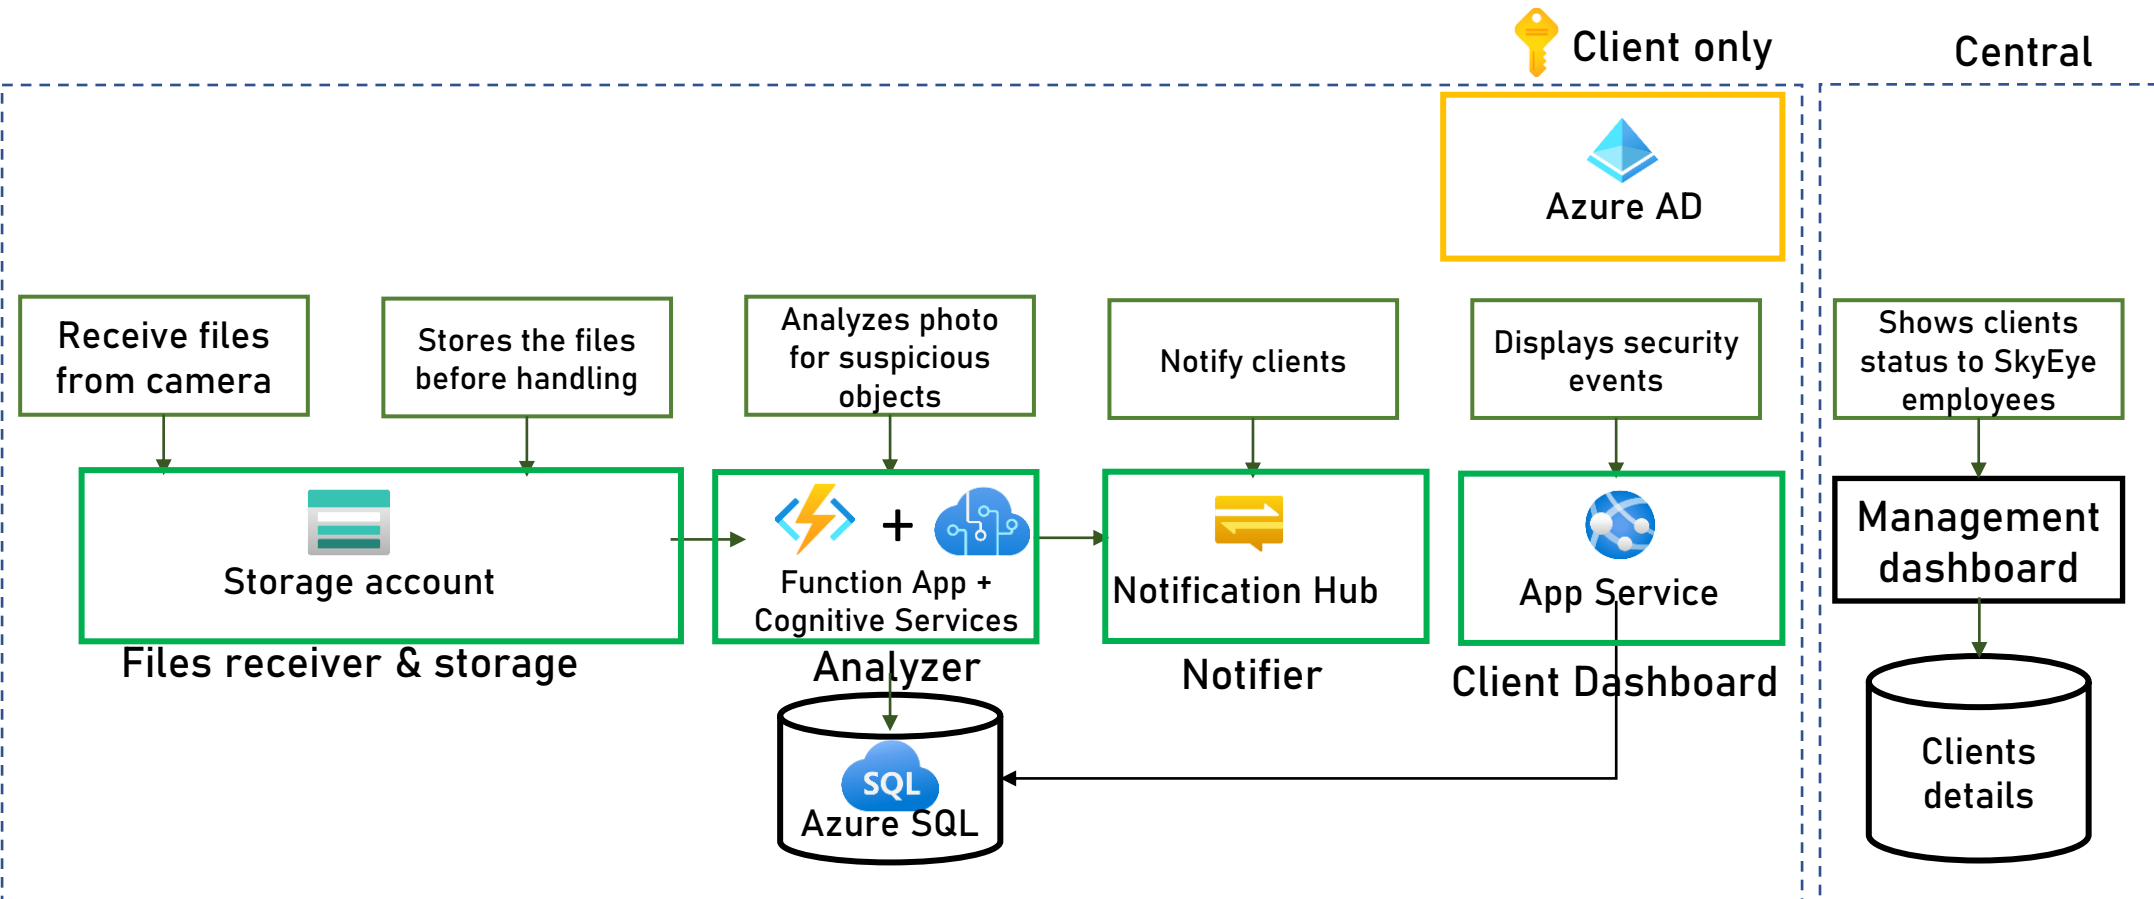 Client only
Central
Azure AD
Receive files
from camera
Stores the files
before handling
Analyzes photo
for suspicious
objects
Notify clients
Displays security
events
Shows clients
status to SkyEye
employees
Storage account
+
Function App +
Cognitive Services
Notification Hub
App Service
Management
dashboard
Files receiver & storage
Analyzer
Notifier
Client Dashboard
SQL
Azure SQL
Clients
details